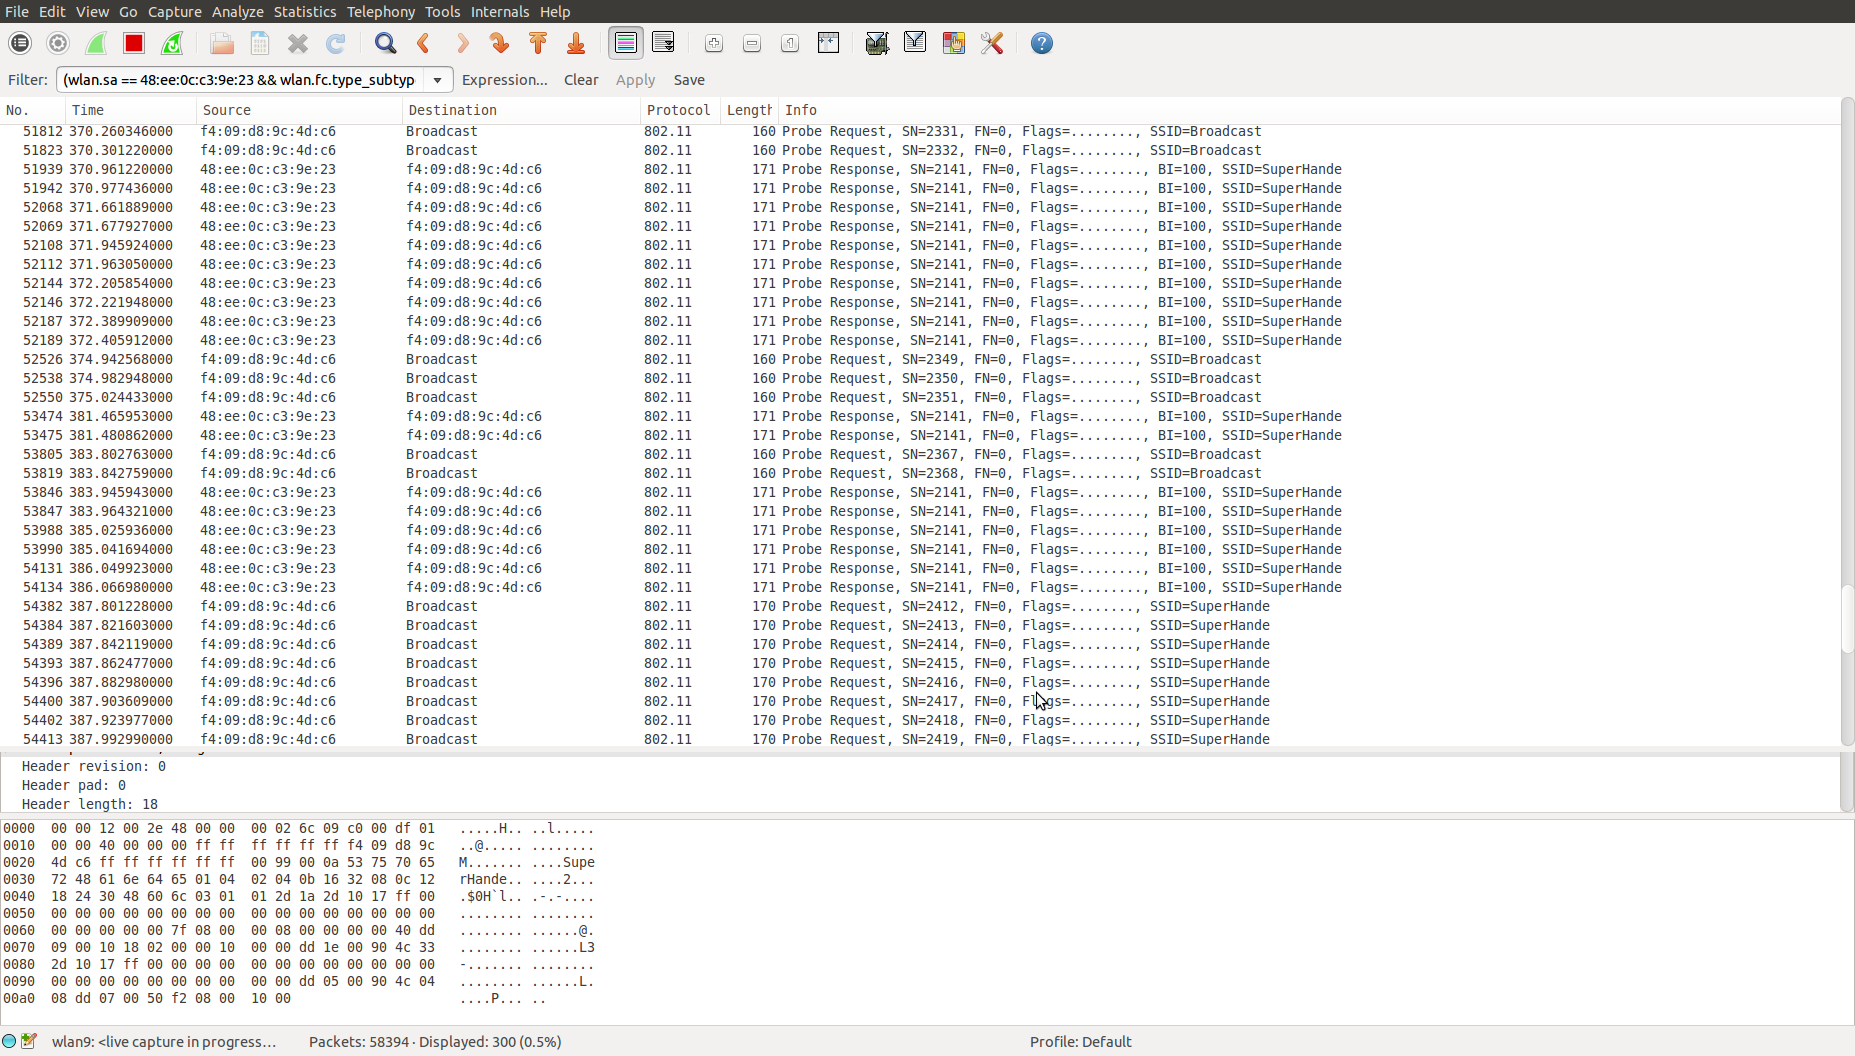 File Edit View Go Capture Analyze Statistics Telephony Tools Internals Help
Filter: (wlan.sa == 48:ee:0c:c3:9e:23 && wlan.fc.type_subtyp Expression... Clear Apply Save
No. Time Source Destination Protocol Length Info
51812 370.260346000 f4:09:d8:9c:4d:c6 Broadcast 802.11 160 Probe Request, SN=2331, FN=0, Flags=........, SSID=Broadcast
51823 370.301220000 f4:09:d8:9c:4d:c6 Broadcast 802.11 160 Probe Request, SN=2332, FN=0, Flags=........, SSID=Broadcast
51939 370.961220000 48:ee:0c:c3:9e:23 f4:09:d8:9c:4d:c6 802.11 171 Probe Response, SN=2141, FN=0, Flags=........, BI=100, SSID=SuperHande
51942 370.977436000 48:ee:0c:c3:9e:23 f4:09:d8:9c:4d:c6 802.11 171 Probe Response, SN=2141, FN=0, Flags=........, BI=100, SSID=SuperHande
52068 371.661889000 48:ee:0c:c3:9e:23 f4:09:d8:9c:4d:c6 802.11 171 Probe Response, SN=2141, FN=0, Flags=........, BI=100, SSID=SuperHande
52069 371.677927000 48:ee:0c:c3:9e:23 f4:09:d8:9c:4d:c6 802.11 171 Probe Response, SN=2141, FN=0, Flags=........, BI=100, SSID=SuperHande
52108 371.945924000 48:ee:0c:c3:9e:23 f4:09:d8:9c:4d:c6 802.11 171 Probe Response, SN=2141, FN=0, Flags=........, BI=100, SSID=SuperHande
52112 371.963050000 48:ee:0c:c3:9e:23 f4:09:d8:9c:4d:c6 802.11 171 Probe Response, SN=2141, FN=0, Flags=........, BI=100, SSID=SuperHande
52144 372.205854000 48:ee:0c:c3:9e:23 f4:09:d8:9c:4d:c6 802.11 171 Probe Response, SN=2141, FN=0, Flags=........, BI=100, SSID=SuperHande
52146 372.221948000 48:ee:0c:c3:9e:23 f4:09:d8:9c:4d:c6 802.11 171 Probe Response, SN=2141, FN=0, Flags=........, BI=100, SSID=SuperHande
52187 372.389909000 48:ee:0c:c3:9e:23 f4:09:d8:9c:4d:c6 802.11 171 Probe Response, SN=2141, FN=0, Flags=........, BI=100, SSID=SuperHande
52189 372.405912000 48:ee:0c:c3:9e:23 f4:09:d8:9c:4d:c6 802.11 171 Probe Response, SN=2141, FN=0, Flags=........, BI=100, SSID=SuperHande
52526 374.942568000 f4:09:d8:9c:4d:c6 Broadcast 802.11 160 Probe Request, SN=2349, FN=0, Flags=........, SSID=Broadcast
52538 374.982948000 f4:09:d8:9c:4d:c6 Broadcast 802.11 160 Probe Request, SN=2350, FN=0, Flags=........, SSID=Broadcast
52550 375.024433000 f4:09:d8:9c:4d:c6 Broadcast 802.11 160 Probe Request, SN=2351, FN=0, Flags=........, SSID=Broadcast
53474 381.465953000 48:ee:0c:c3:9e:23 f4:09:d8:9c:4d:c6 802.11 171 Probe Response, SN=2141, FN=0, Flags=........, BI=100, SSID=SuperHande
53475 381.480862000 48:ee:0c:c3:9e:23 f4:09:d8:9c:4d:c6 802.11 171 Probe Response, SN=2141, FN=0, Flags=........, BI=100, SSID=SuperHande
53805 383.802763000 f4:09:d8:9c:4d:c6 Broadcast 802.11 160 Probe Request, SN=2367, FN=0, Flags=........, SSID=Broadcast
53819 383.842759000 f4:09:d8:9c:4d:c6 Broadcast 802.11 160 Probe Request, SN=2368, FN=0, Flags=........, SSID=Broadcast
53846 383.945943000 48:ee:0c:c3:9e:23 f4:09:d8:9c:4d:c6 802.11 171 Probe Response, SN=2141, FN=0, Flags=........, BI=100, SSID=SuperHande
53847 383.964321000 48:ee:0c:c3:9e:23 f4:09:d8:9c:4d:c6 802.11 171 Probe Response, SN=2141, FN=0, Flags=........, BI=100, SSID=SuperHande
53988 385.025936000 48:ee:0c:c3:9e:23 f4:09:d8:9c:4d:c6 802.11 171 Probe Response, SN=2141, FN=0, Flags=........, BI=100, SSID=SuperHande
53990 385.041694000 48:ee:0c:c3:9e:23 f4:09:d8:9c:4d:c6 802.11 171 Probe Response, SN=2141, FN=0, Flags=........, BI=100, SSID=SuperHande
54131 386.049923000 48:ee:0c:c3:9e:23 f4:09:d8:9c:4d:c6 802.11 171 Probe Response, SN=2141, FN=0, Flags=........, BI=100, SSID=SuperHande
54134 386.066980000 48:ee:0c:c3:9e:23 f4:09:d8:9c:4d:c6 802.11 171 Probe Response, SN=2141, FN=0, Flags=........, BI=100, SSID=SuperHande
54382 387.801228000 f4:09:d8:9c:4d:c6 Broadcast 802.11 170 Probe Request, SN=2412, FN=0, Flags=........, SSID=SuperHande
54384 387.821603000 f4:09:d8:9c:4d:c6 Broadcast 802.11 170 Probe Request, SN=2413, FN=0, Flags=........, SSID=SuperHande
54389 387.842119000 f4:09:d8:9c:4d:c6 Broadcast 802.11 170 Probe Request, SN=2414, FN=0, Flags=........, SSID=SuperHande
54393 387.862477000 f4:09:d8:9c:4d:c6 Broadcast 802.11 170 Probe Request, SN=2415, FN=0, Flags=........, SSID=SuperHande
54396 387.882980000 f4:09:d8:9c:4d:c6 Broadcast 802.11 170 Probe Request, SN=2416, FN=0, Flags=........, SSID=SuperHande
54400 387.903609000 f4:09:d8:9c:4d:c6 Broadcast 802.11 170 Probe Request, SN=2417, FN=0, Flags=........, SSID=SuperHande
54402 387.923977000 f4:09:d8:9c:4d:c6 Broadcast 802.11 170 Probe Request, SN=2418, FN=0, Flags=........, SSID=SuperHande
54413 387.992990000 f4:09:d8:9c:4d:c6 Broadcast 802.11 170 Probe Request, SN=2419, FN=0, Flags=........, SSID=SuperHande
Header revision: 0
Header pad: 0
Header length: 18
0000 00 00 12 00 2e 48 00 00 00 02 6c 09 c0 00 df 01 .....H.. ..l.....
0010 00 00 40 00 00 00 ff ff ff ff ff ff f4 09 d8 9c ..@..... ........
0020 4d c6 ff ff ff ff ff ff 00 99 00 0a 53 75 70 65 M....... ....Supe
0030 72 48 61 6e 64 65 01 04 02 04 0b 16 32 08 0c 12 rHande.. ....2...
0040 18 24 30 48 60 6c 03 01 01 2d 1a 2d 10 17 ff 00 .$0H`l.. .-.-....
0050 00 00 00 00 00 00 00 00 00 00 00 00 00 00 00 00 ........ ........
0060 00 00 00 00 00 7f 08 00 00 08 00 00 00 00 40 dd ........ ......@.
0070 09 00 10 18 02 00 00 10 00 00 dd 1e 00 90 4c 33 ........ ......L3
0080 2d 10 17 ff 00 00 00 00 00 00 00 00 00 00 00 00 -....... ........
0090 00 00 00 00 00 00 00 00 00 00 dd 05 00 90 4c 04 ........ ......L.
00a0 08 dd 07 00 50 f2 08 00 10 00 ....P... ..
wlan9: <live capture in progress... Packets: 58394 · Displayed: 300 (0.5%) Profile: Default